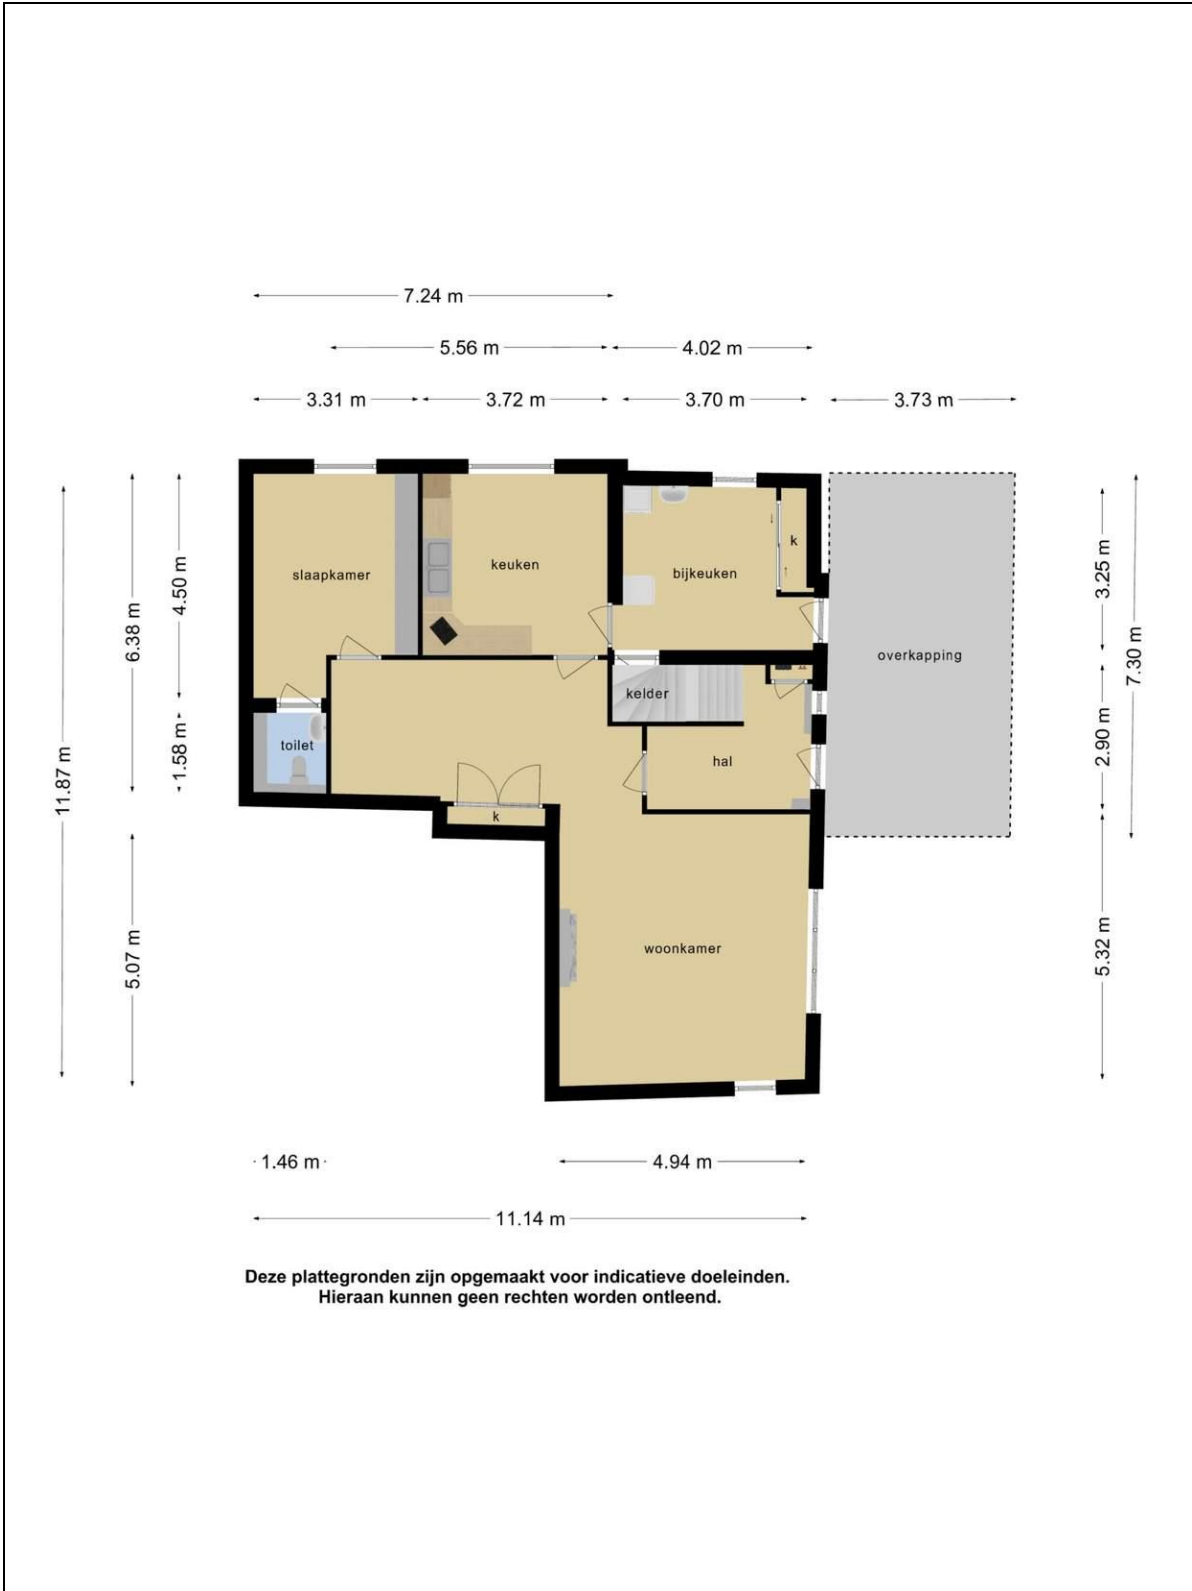 7.24 m
5.56 m
4.02 m
3.31 m
3.72 m
3.70 m
3.73 m
11.87 m
6.38 m
4.50 m
1.58 m
5.07 m
slaapkamer
keuken
bijkeuken
k
overkapping
kelder
toilet
hal
k
woonkamer
3.25 m
7.30 m
2.90 m
5.32 m
1.46 m
4.94 m
11.14 m
Deze plattegronden zijn opgemaakt voor indicatieve doeleinden.
Hieraan kunnen geen rechten worden ontleend.